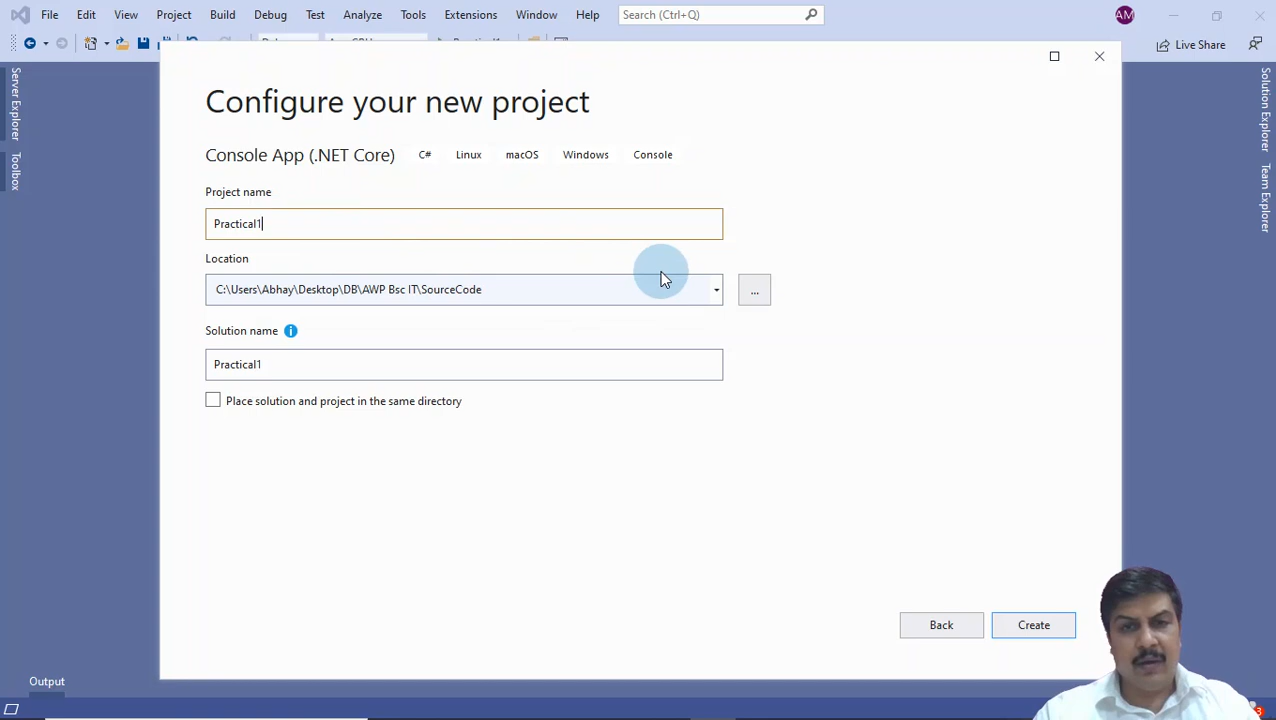 File Edit View Project Build Debug Test Analyze Tools Extensions Window Help Search (Ctrl+Q) AM
Live Share
Server Explorer
Toolbox
Solution Explorer
Team Explorer
Configure your new project
Console App (.NET Core) C# Linux macOS Windows Console
Project name
Practical1
Location
C:\Users\Abhay\Desktop\DB\AWP Bsc IT\SourceCode
...
Solution name
Practical1
Place solution and project in the same directory
Back Create
Output